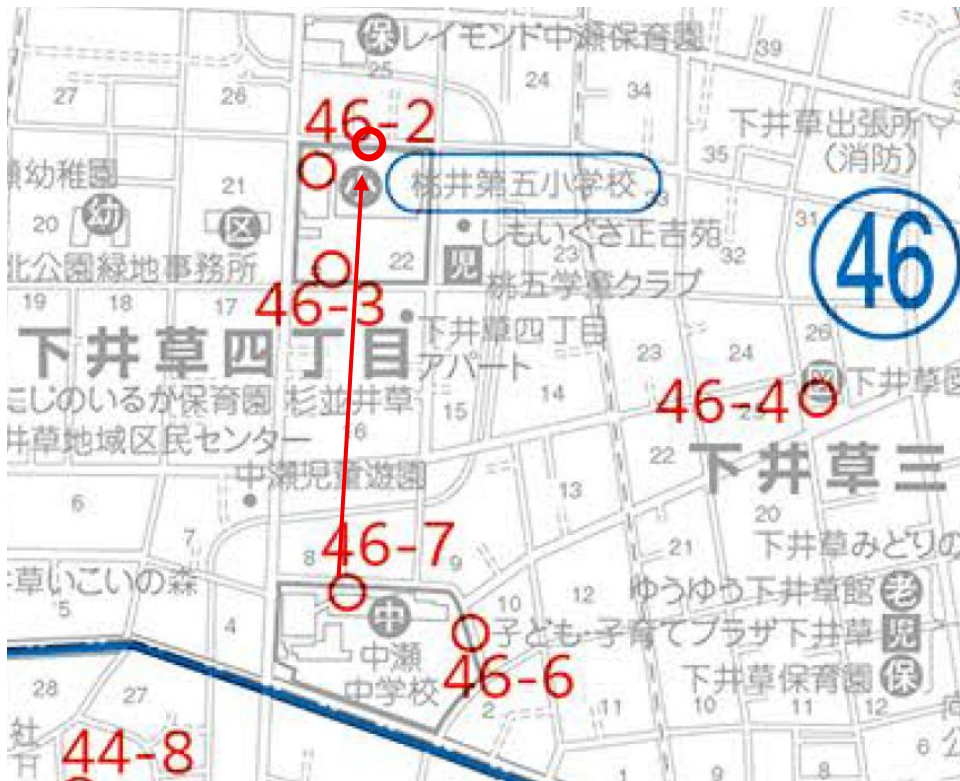 保 レイモンド中瀬保育園
39
25
24
27
26
34
46-2
下井草出張所
(消防)
35
小
桃井第五小学校
幼稚園
21
33
20
幼
区
31
しもいぐさ正吉苑
46
北公園緑地事務所
22
児
23
32
桃五学童クラブ
19
18
17
46-3
下井草四丁目
下井草四丁目
アパート
26
23
24
46-4
図
下井草図
25
にじのいるか保育園 杉並井草
15
14
16
井草地域区民センター
22
下井草三
中瀬児童遊園
6
13
20
7
46-7
8
9
21
下井草みどりの
草いこいの森
5
10
12
ゆうゆう下井草館 老
4
中
子ども・子育てプラザ下井草 児
中瀬
中学校
46-6
下井草保育園 保
28
27
2
11
10
11
12
社
44-8
6
1
9
8